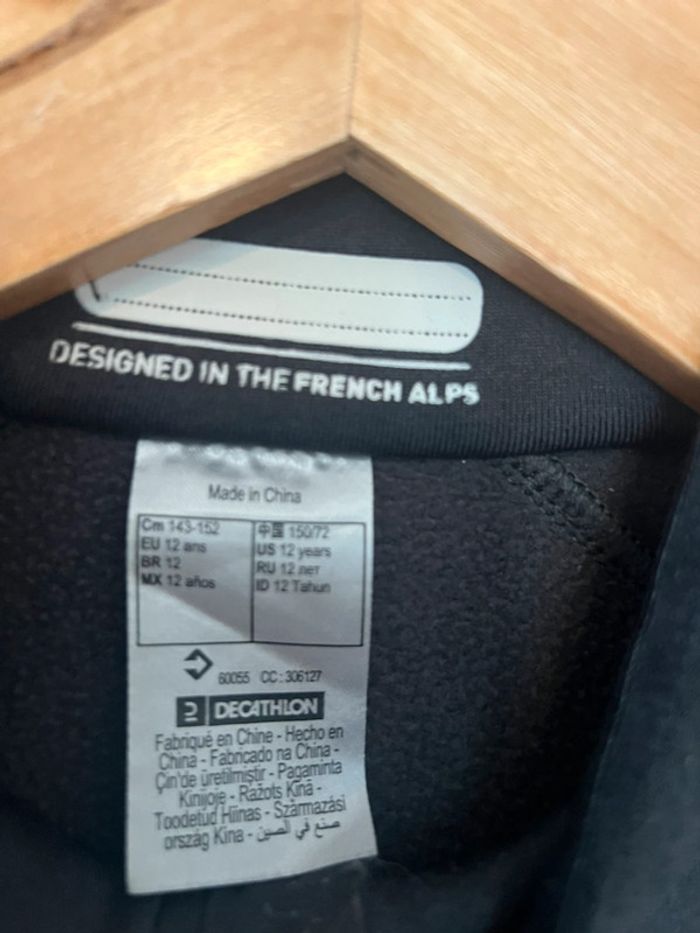 DESIGNED IN THE FRENCH ALPS
Made in China
Cm 143-152
EU 12 ans
BR 12
MX 12 años
中国 150/72
US 12 years
RU 12 лет
ID 12 Tahun
60055 CC : 306127
DECATHLON
Fabriqué en Chine - Hecho en
China - Fabricado na China -
Çin'de üretilmiştir - Pagaminta
Kinijoje - Ražots Ķīnā -
Toodetud Hiinas - Származási
ország Kína - صنع في الصين